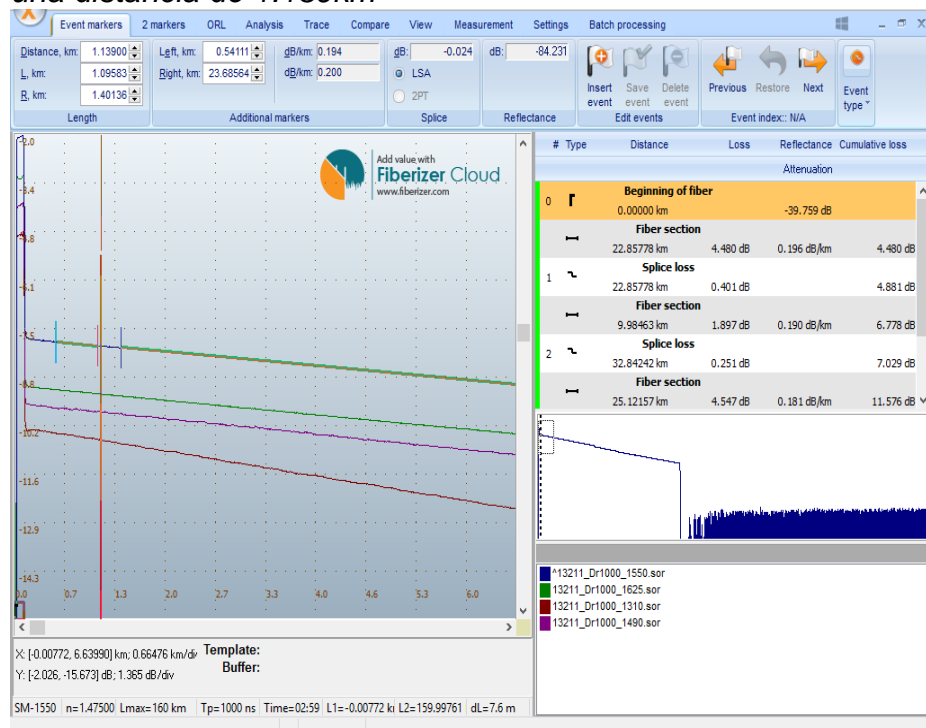 una distancia de 1.139km
Event markers 2 markers ORL Analysis Trace Compare View Measurement Settings Batch processing
Distance, km: 1.13900 Left, km: 0.54111 dB/km: 0.194 dB: -0.024 dB: -84.231
L, km: 1.09583 Right, km: 23.68564 dB/km: 0.200 LSA
R, km: 1.40136 2PT
Insert event Save event Delete event Previous Restore Next Event type
Length Additional markers Splice Reflectance Edit events Event index:: N/A
-2.0
-3.4
-4.8
-6.1
-7.5
-8.8
-10.2
-11.6
-12.9
-14.3
0.0 0.7 1.3 2.0 2.7 3.3 4.0 4.6 5.3 6.0
Add value with
Fiberizer Cloud
www.fiberizer.com
# Type Distance Loss Reflectance Cumulative loss
Attenuation
0 Beginning of fiber
0.00000 km -39.759 dB
Fiber section
22.85778 km 4.480 dB 0.196 dB/km 4.480 dB
1 Splice loss
22.85778 km 0.401 dB 4.881 dB
Fiber section
9.98463 km 1.897 dB 0.190 dB/km 6.778 dB
2 Splice loss
32.84242 km 0.251 dB 7.029 dB
Fiber section
25.12157 km 4.547 dB 0.181 dB/km 11.576 dB
^13211_Dr1000_1550.sor
13211_Dr1000_1625.sor
13211_Dr1000_1310.sor
13211_Dr1000_1490.sor
X: [-0.00772, 6.63990] km; 0.66476 km/div Template:
Y: [-2.026, -15.673] dB; 1.365 dB/div Buffer:
SM-1550 n=1.47500 Lmax=160 km Tp=1000 ns Time=02:59 L1=-0.00772 ki L2=159.99761 dL=7.6 m